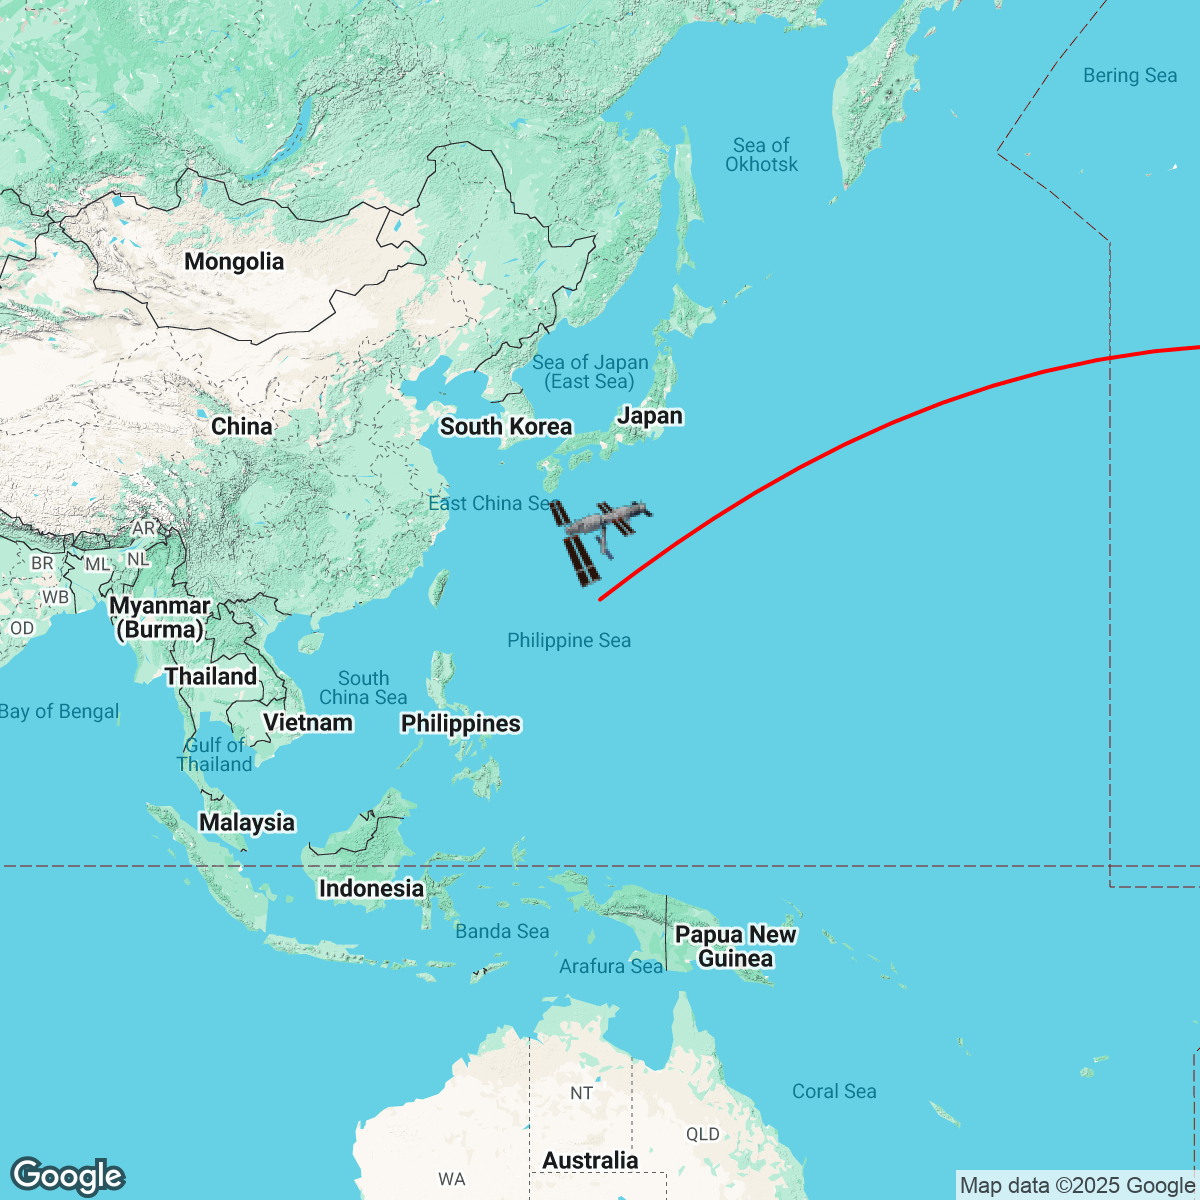 Bering Sea
Sea of
Okhotsk
Mongolia
Sea of Japan
(East Sea)
Japan
China
South Korea
East China Sea
AR
BR
ML
NL
WB
OD
Myanmar
(Burma)
Philippine Sea
Thailand
South
China Sea
Bay of Bengal
Vietnam
Philippines
Gulf of
Thailand
Malaysia
Indonesia
Banda Sea
Papua New
Guinea
Arafura Sea
NT
Coral Sea
QLD
Australia
WA
Google
Map data ©2025 Google